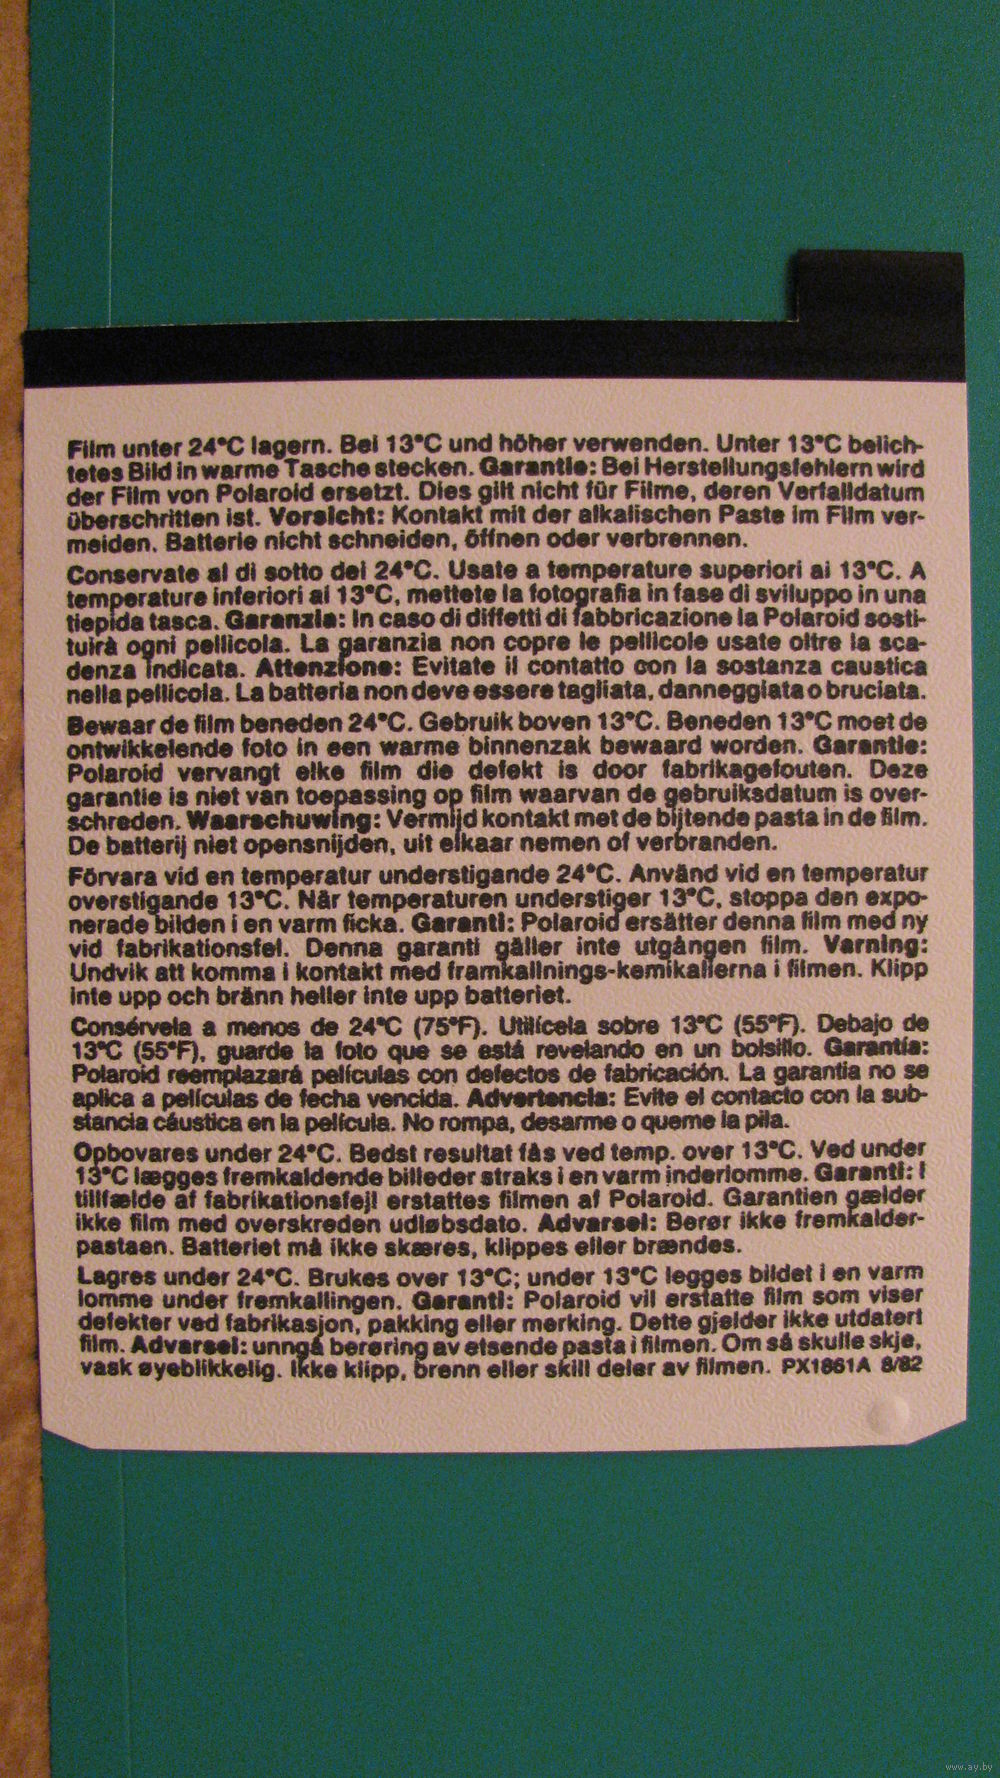 Film unter 24°C lagern. Bei 13°C und höher verwenden. Unter 13°C belich-
tetes Bild in warme Tasche stecken. Garantie: Bei Herstellungsfehlern wird
der Film von Polaroid ersetzt. Dies gilt nicht für Filme, deren Verfalldatum
überschritten ist. Vorsicht: Kontakt mit der alkalischen Paste im Film ver-
meiden. Batterie nicht schneiden, öffnen oder verbrennen.
Conservate al di sotto dei 24°C. Usate a temperature superiori ai 13°C. A
temperature inferiori ai 13°C, mettete la fotografia in fase di sviluppo in una
tiepida tasca. Garanzia: In caso di diffetti di fabbricazione la Polaroid sosti-
tuirà ogni pellicola. La garanzia non copre le pellicole usate oltre la sca-
denza indicata. Attenzione: Evitate il contatto con la sostanza caustica
nella pellicola. La batteria non deve essere tagliata, danneggiata o bruciata.
Bewaar de film beneden 24°C. Gebruik boven 13°C. Beneden 13°C moet de
ontwikkelende foto in een warme binnenzak bewaard worden. Garantie:
Polaroid vervangt elke film die defekt is door fabrikagefouten. Deze
garantie is niet van toepassing op film waarvan de gebruiksdatum is over-
schreden. Waarschuwing: Vermijd kontakt met de bijtende pasta in de film.
De batterij niet opensnijden, uit elkaar nemen of verbranden.
Förvara vid en temperatur understigande 24°C. Använd vid en temperatur
överstigande 13°C. När temperaturen understiger 13°C, stoppa den expo-
nerade bilden i en varm ficka. Garanti: Polaroid ersätter denna film med ny
vid fabrikationsfel. Denna garanti gäller inte utgången film. Varning:
Undvik att komma i kontakt med framkallnings-kemikalierna i filmen. Klipp
inte upp och bränn heller inte upp batteriet.
Consérvela a menos de 24°C (75°F). Utilícela sobre 13°C (55°F). Debajo de
13°C (55°F), guarde la foto que se está revelando en un bolsillo. Garantía:
Polaroid reemplazará películas con defectos de fabricación. La garantia no se
aplica a películas de fecha vencida. Advertencia: Evite el contacto con la sub-
stancia cáustica en la película. No rompa, desarme o queme la pila.
Opbovares under 24°C. Bedst resultat fås ved temp. over 13°C. Ved under
13°C lægges fremkaldende billeder straks i en varm inderlomme. Garanti: I
tilfælde af fabrikationsfejl erstattes filmen af Polaroid. Garantien gælder
ikke film med overskreden udløbsdato. Advarsel: Berør ikke fremkalder-
pastaen. Batteriet må ikke skæres, klippes eller brændes.
Lagres under 24°C. Brukes over 13°C; under 13°C legges bildet i en varm
lomme under fremkallingen. Garanti: Polaroid vil erstatte film som viser
defekter ved fabrikasjon, pakking eller merking. Dette gjelder ikke utdatert
film. Advarsel: unngå berøring av etsende pasta i filmen. Om så skulle skje,
vask øyeblikkelig. Ikke klipp, brenn eller skill deler av filmen. PX1861A 8/82
www.ay.by